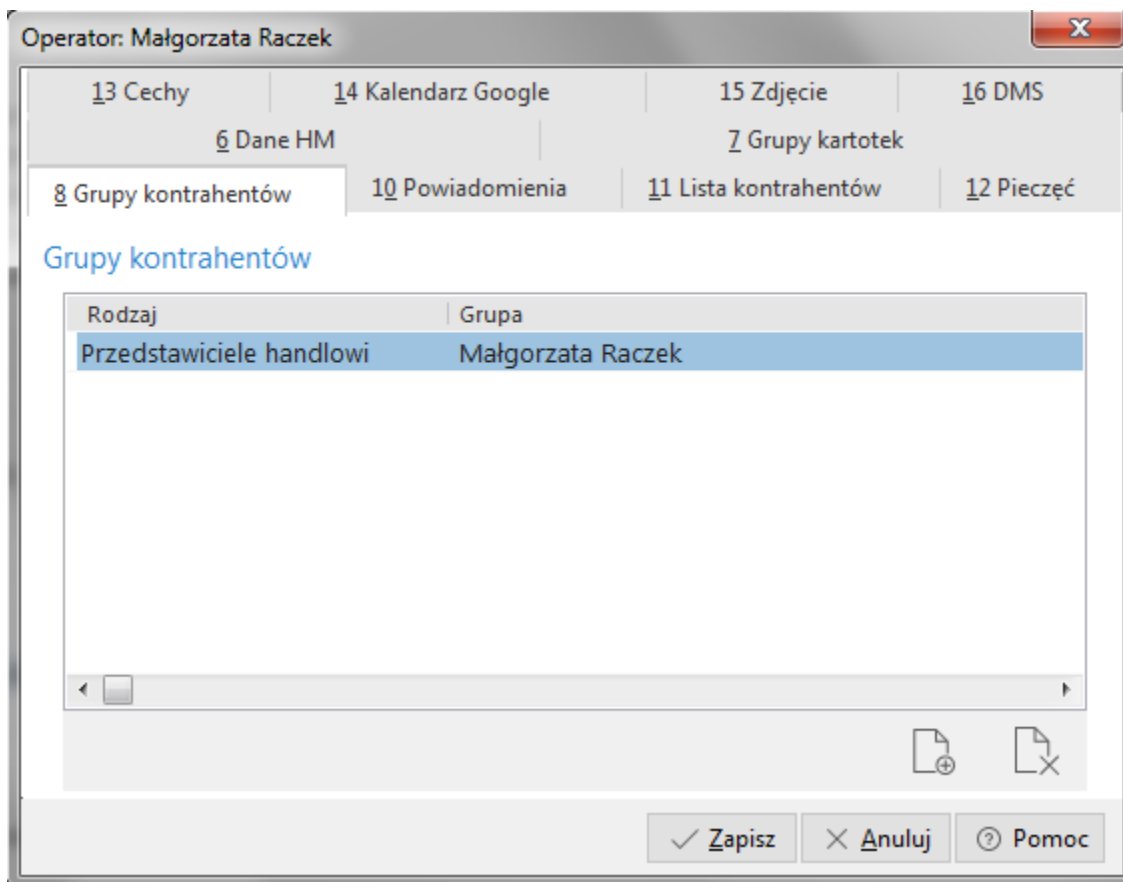 Operator: Małgorzata Raczek
13 Cechy 14 Kalendarz Google 15 Zdjęcie 16 DMS
6 Dane HM 7 Grupy kartotek
8 Grupy kontrahentów 10 Powiadomienia 11 Lista kontrahentów 12 Pieczęć
Grupy kontrahentów
Rodzaj Grupa
Przedstawiciele handlowi Małgorzata Raczek
Zapisz Anuluj Pomoc